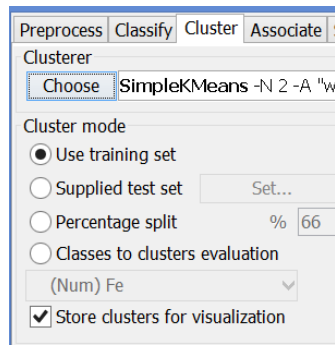 Preprocess Classify Cluster Associate
Clusterer
Choose SimpleKMeans -N 2 -A "w
Cluster mode
Use training set
Supplied test set Set...
Percentage split % 66
Classes to clusters evaluation
(Num) Fe
Store clusters for visualization